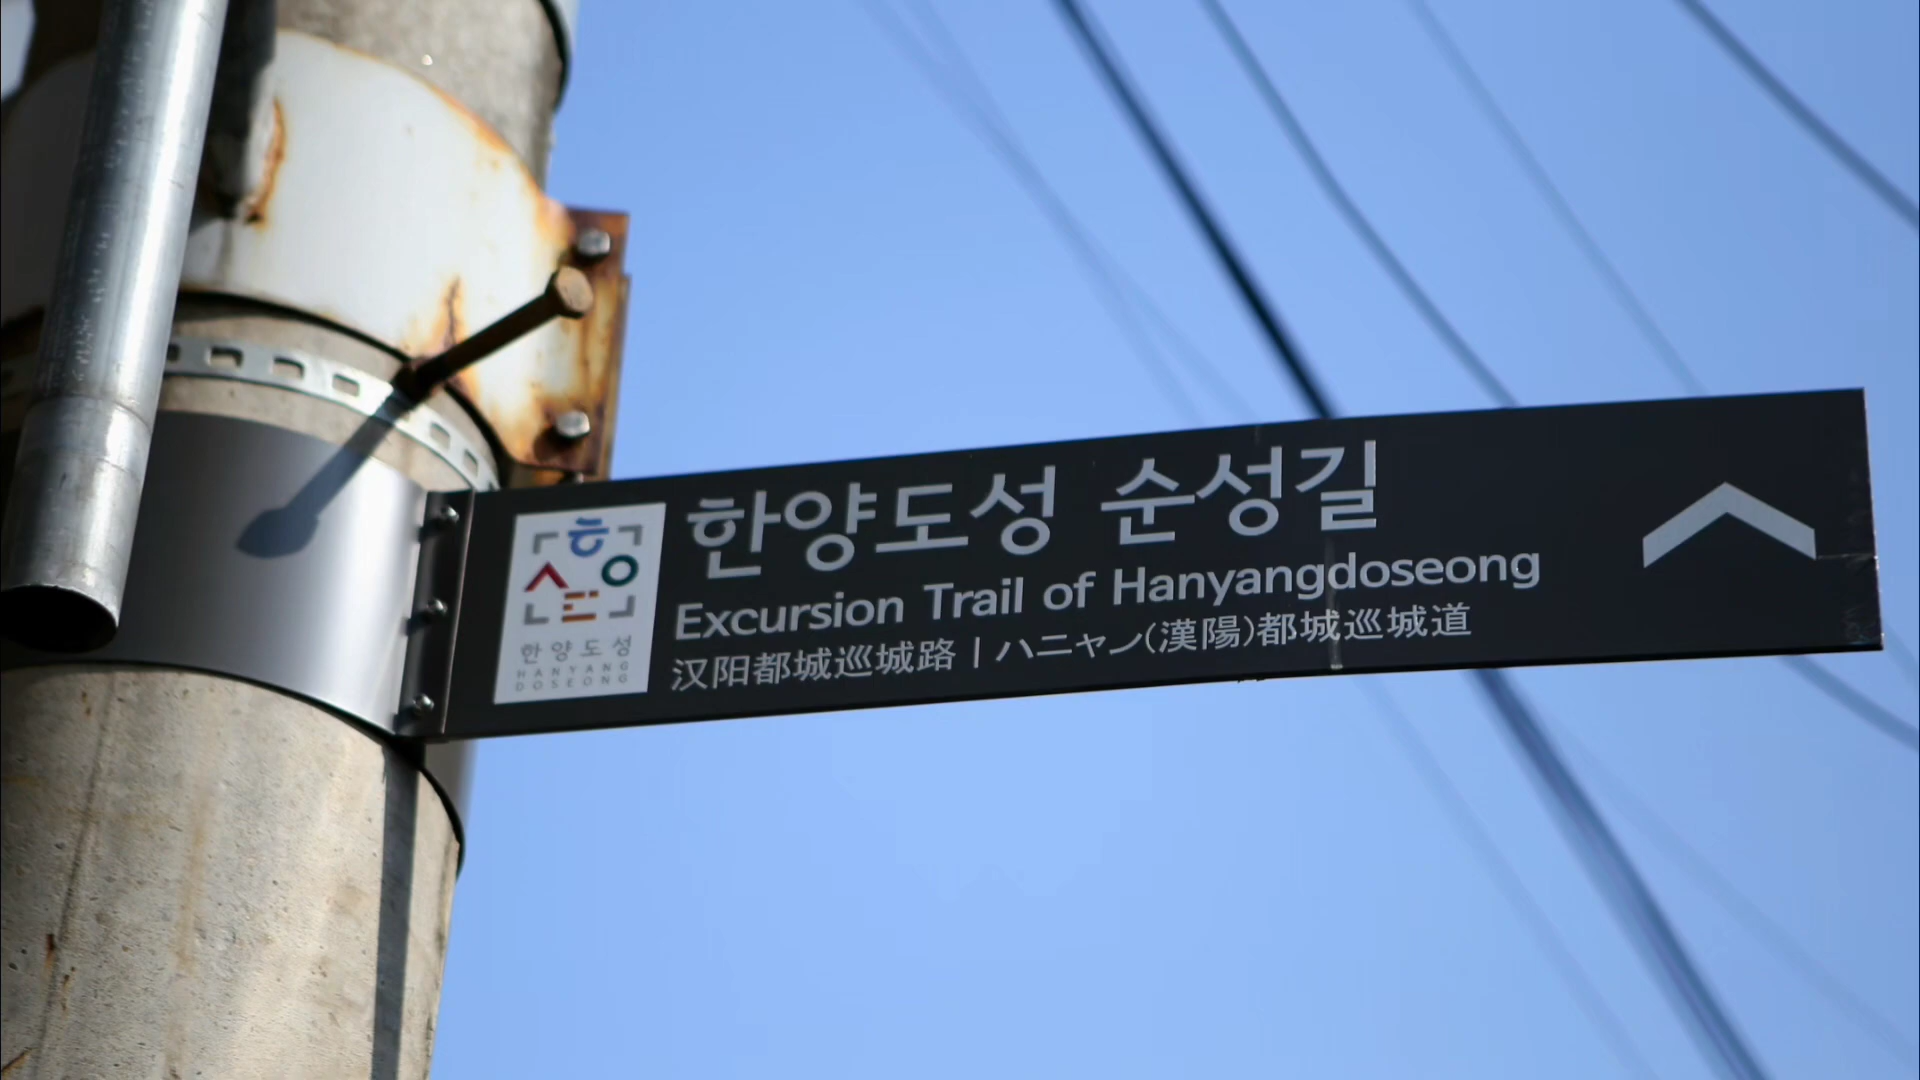 한양도성 순성길
Excursion Trail of Hanyangdoseong
汉阳都城巡城路 | ハニヤン(漢陽)都城巡城道
한양도성
HANYANG
DOSEONG